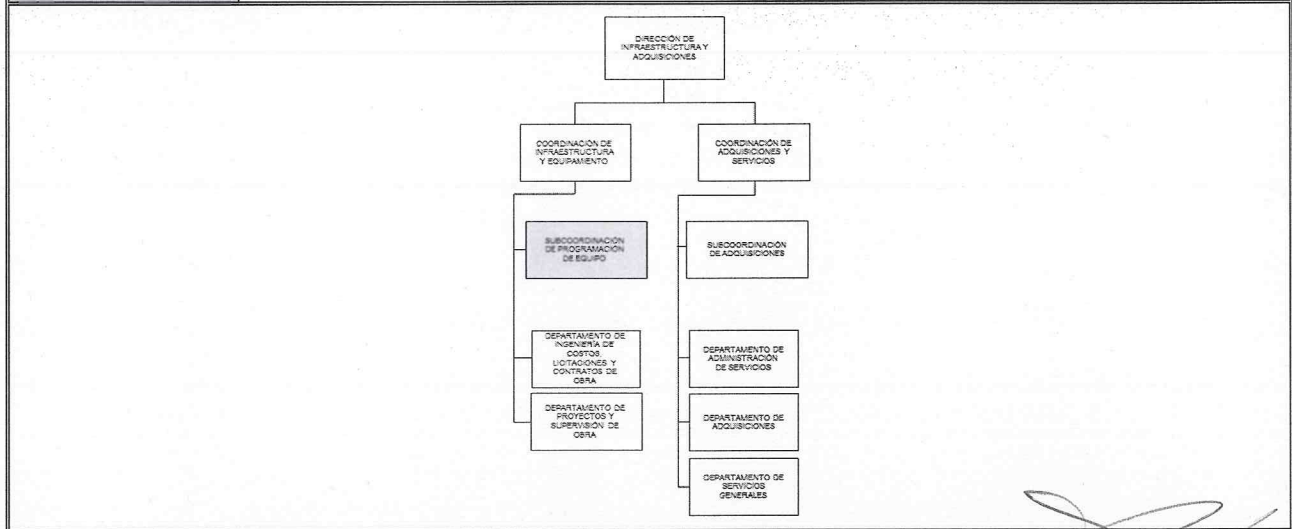 DIRECCIÓN DE
INFRAESTRUCTURA Y
ADQUISICIONES
COORDINACIÓN DE
INFRAESTRUCTURA
Y EQUIPAMIENTO
COORDINACIÓN DE
ADQUISICIONES Y
SERVICIOS
SUBCOORDINACIÓN
DE PROGRAMACIÓN
DE EQUIPO
SUBCOORDINACIÓN
DE ADQUISICIONES
DEPARTAMENTO DE
INGENIERÍA DE
COSTOS,
LICITACIONES Y
CONTRATOS DE
OBRA
DEPARTAMENTO DE
ADMINISTRACIÓN
DE SERVICIOS
DEPARTAMENTO DE
PROYECTOS Y
SUPERVISIÓN DE
OBRA
DEPARTAMENTO DE
ADQUISICIONES
DEPARTAMENTO DE
SERVICIOS
GENERALES